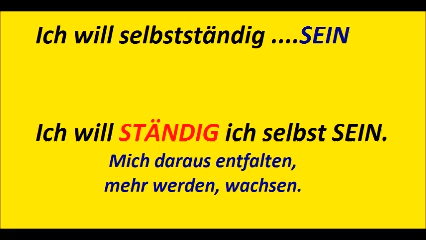 Ich will selbstständig ....SEIN
Ich will STÄNDIG ich selbst SEIN.
Mich daraus entfalten,
mehr werden, wachsen.